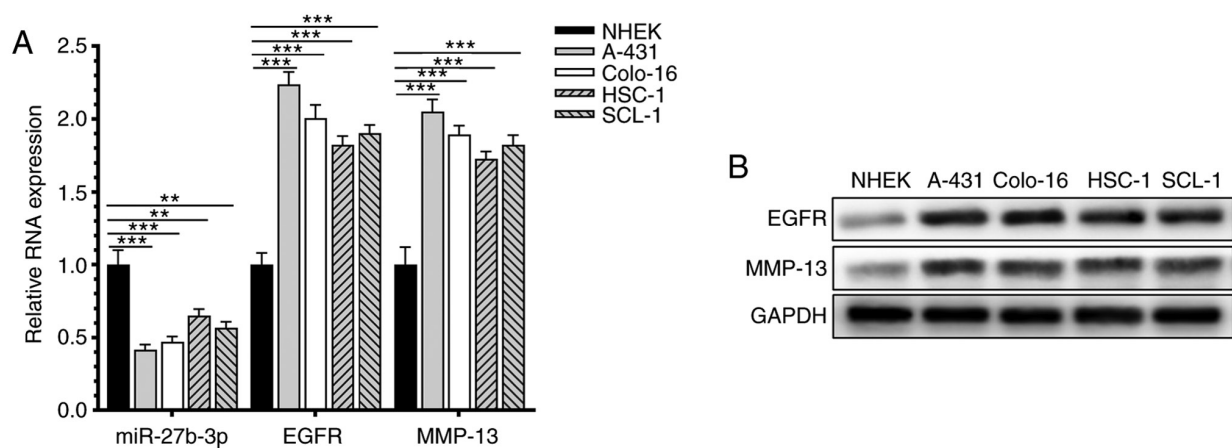 A
NHEK
A-431
Colo-16
HSC-1
SCL-1
Relative RNA expression
2.5
2.0
1.5
1.0
0.5
0.0
**
**
***
***
***
***
***
***
***
***
***
***
miR-27b-3p EGFR MMP-13
B
NHEK A-431 Colo-16 HSC-1 SCL-1
EGFR
MMP-13
GAPDH